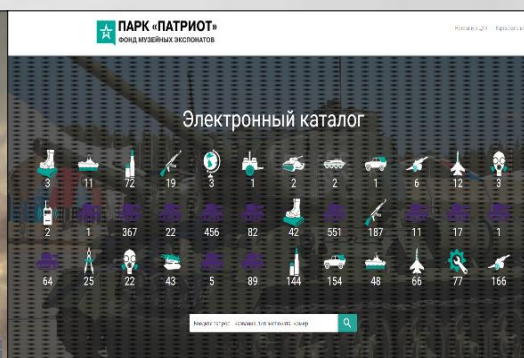 ПАРК «ПАТРИОТ»
ФОНД МУЗЕЙНЫХ ЭКСПОНАТОВ
Электронный каталог
3 11 72 19 3 1 2 2 1 6 12 3
2 1 367 22 456 82 42 551 187 11 17 1
64 25 22 43 5 89 144 154 48 66 77 166